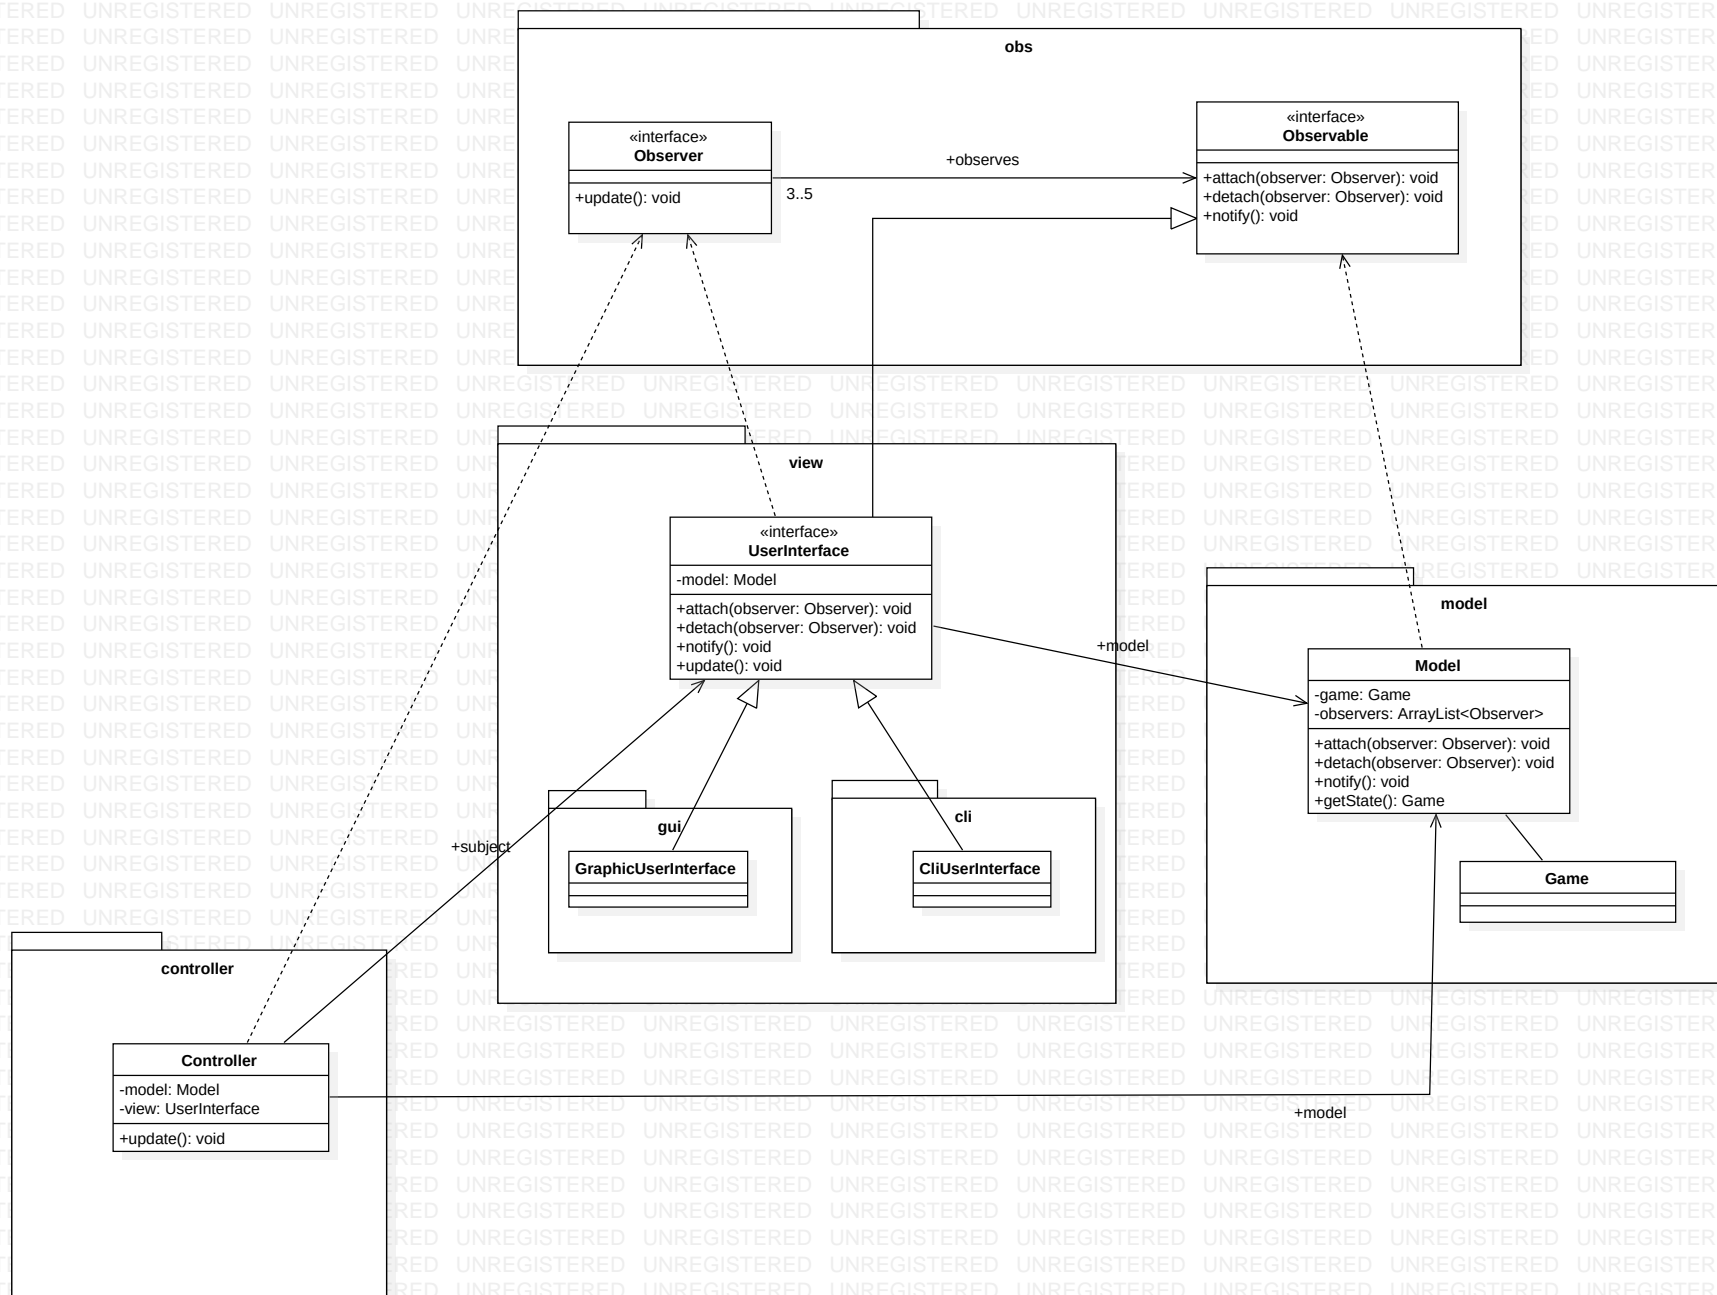 obs
«interface»
Observer
+update(): void
+observes
3..5
«interface»
Observable
+attach(observer: Observer): void
+detach(observer: Observer): void
+notify(): void
view
«interface»
UserInterface
-model: Model
+attach(observer: Observer): void
+detach(observer: Observer): void
+notify(): void
+update(): void
+model
gui
GraphicUserInterface
cli
CliUserInterface
+subject
model
Model
-game: Game
-observers: ArrayList<Observer>
+attach(observer: Observer): void
+detach(observer: Observer): void
+notify(): void
+getState(): Game
Game
controller
Controller
-model: Model
-view: UserInterface
+update(): void
+model
UNREGISTERED